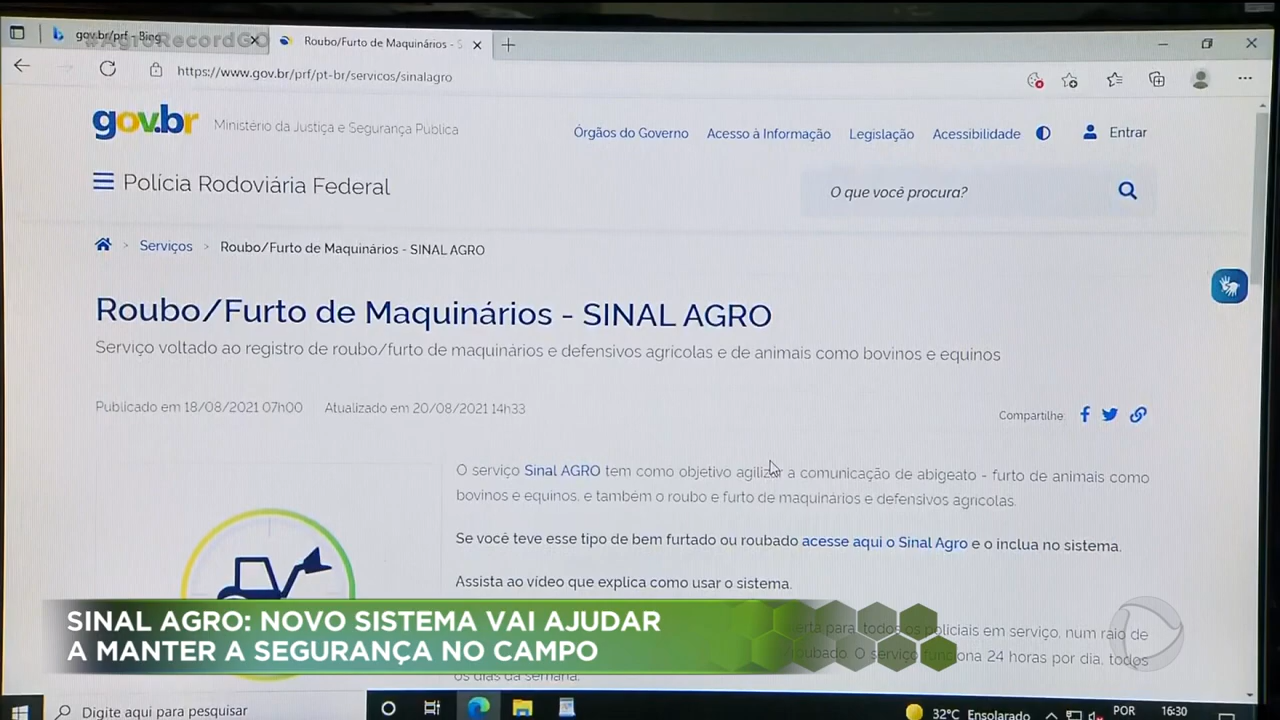 gov.br/prf - Bing
#AgroRecordGO
Roubo/Furto de Maquinários - S
https://www.gov.br/prf/pt-br/servicos/sinalagro
gov.br
Ministério da Justiça e Segurança Pública
Órgãos do Governo
Acesso à Informação
Legislação
Acessibilidade
Entrar
Polícia Rodoviária Federal
O que você procura?
Serviços > Roubo/Furto de Maquinários - SINAL AGRO
Roubo/Furto de Maquinários - SINAL AGRO
Serviço voltado ao registro de roubo/furto de maquinários e defensivos agrícolas e de animais como bovinos e equinos
Publicado em 18/08/2021 07h00
Atualizado em 20/08/2021 14h33
Compartilhe:
O serviço Sinal AGRO tem como objetivo agilizar a comunicação de abigeato - furto de animais como
bovinos e equinos, e também o roubo e furto de maquinários e defensivos agrícolas.
Se você teve esse tipo de bem furtado ou roubado acesse aqui o Sinal Agro e o inclua no sistema.
Assista ao vídeo que explica como usar o sistema.
para todos os policiais em serviço, num raio de
O serviço funciona 24 horas por dia, todos
os dias da semana.
SINAL AGRO: NOVO SISTEMA VAI AJUDAR
A MANTER A SEGURANÇA NO CAMPO
Digite aqui para pesquisar
32°C Ensolarado
POR
16:30